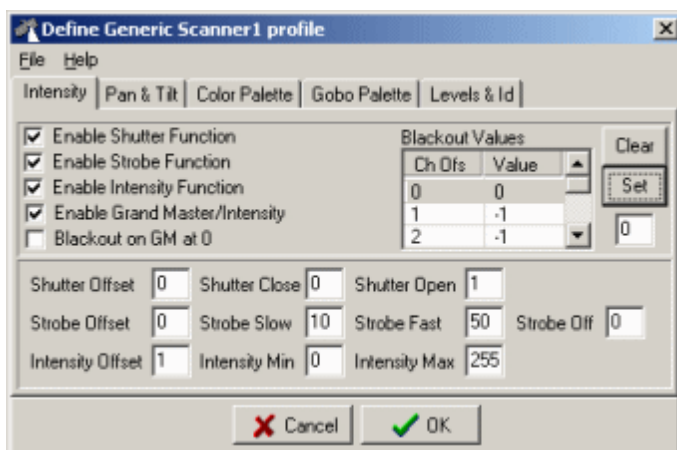 Define Generic Scanner1 profile
File Help
Intensity Pan & Tilt Color Palette Gobo Palette Levels & Id
Enable Shutter Function
Enable Strobe Function
Enable Intensity Function
Enable Grand Master/Intensity
Blackout on GM at 0
Blackout Values
Ch Ofs Value
0 0
1 -1
2 -1
Clear
Set
0
Shutter Offset 0 Shutter Close 0 Shutter Open 1
Strobe Offset 0 Strobe Slow 10 Strobe Fast 50 Strobe Off 0
Intensity Offset 1 Intensity Min 0 Intensity Max 255
Cancel OK